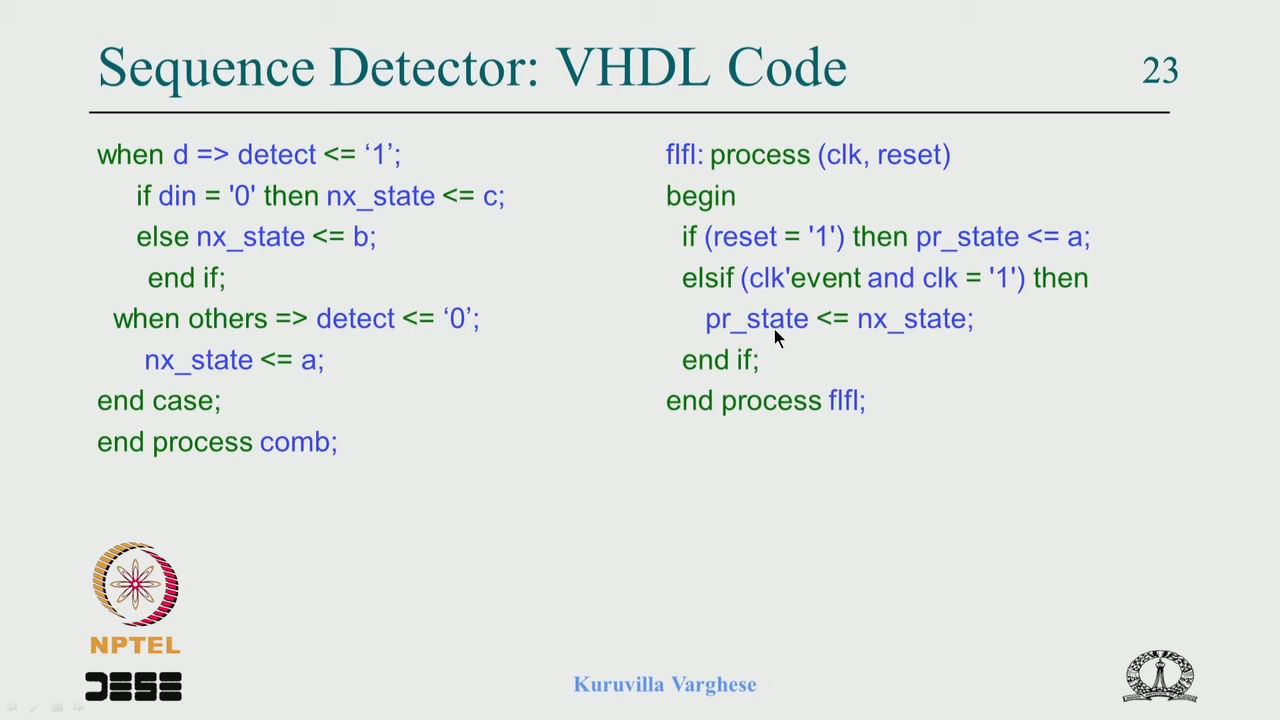 Sequence Detector: VHDL Code
23
when d => detect <= ‘1’;
if din = '0' then nx_state <= c;
else nx_state <= b;
end if;
when others => detect <= ‘0’;
nx_state <= a;
end case;
end process comb;
flfl: process (clk, reset)
begin
if (reset = '1') then pr_state <= a;
elsif (clk'event and clk = '1') then
pr_state <= nx_state;
end if;
end process flfl;
NPTEL
DESE
Kuruvilla Varghese